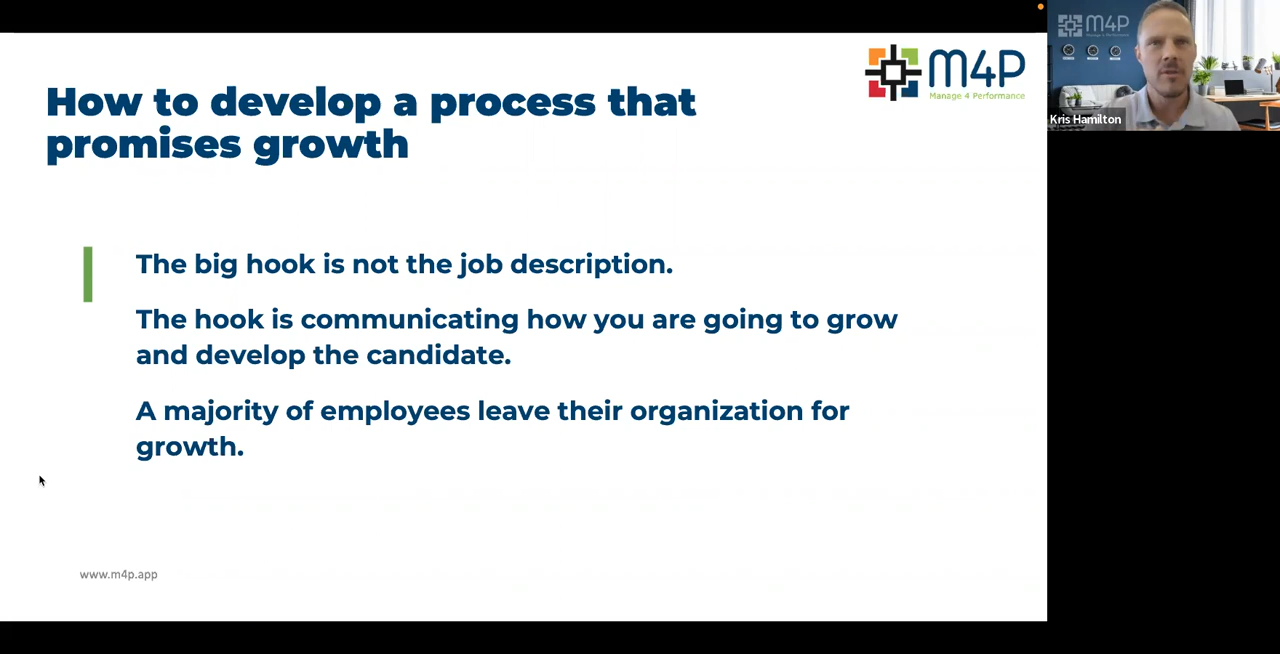 How to develop a process that
promises growth
M4P
Manage 4 Performance
The big hook is not the job description.
The hook is communicating how you are going to grow
and develop the candidate.
A majority of employees leave their organization for
growth.
www.m4p.app
M4P
Kris Hamilton